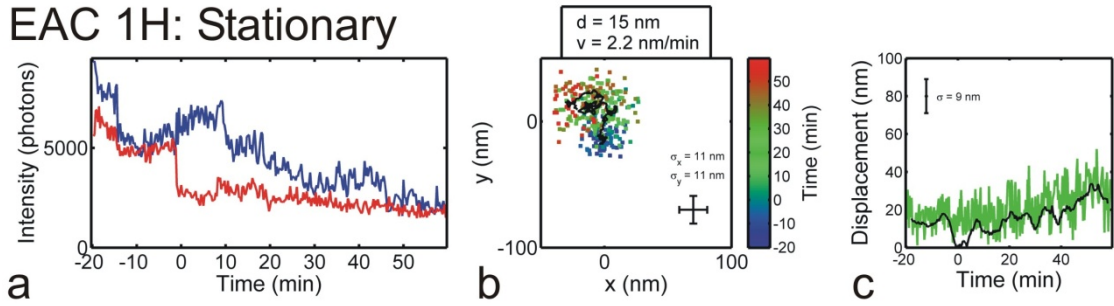 EAC 1H: Stationary
Intensity (photons)
5000
0
-20 -10 0 10 20 30 40 50
Time (min)
a
d = 15 nm
v = 2.2 nm/min
y (nm)
0
-100
0 100
x (nm)
σx = 11 nm
σy = 11 nm
50
40
30
20
10
0
-10
-20
Time (min)
b
Displacement (nm)
100
80
60
40
20
0
-20 0 20 40
Time (min)
σ = 9 nm
c